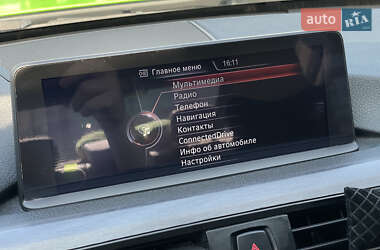 auto RIA
Главное меню 16:11
Мультимедиа
Радио
Телефон
Навигация
Контакты
ConnectedDrive
Инфо об автомобиле
Настройки